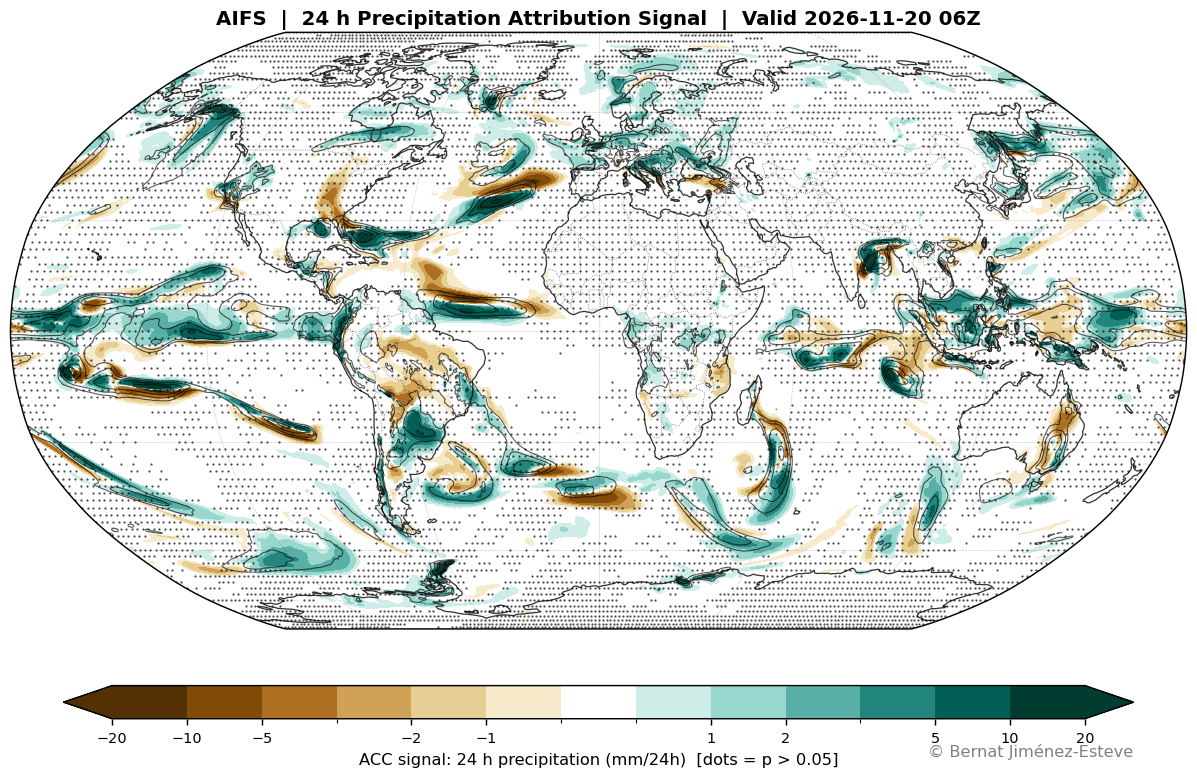 AIFS | 24 h Precipitation Attribution Signal | Valid 2026-11-20 06Z
−20 −10 −5 −2 −1 1 2 5 10 20
© Bernat Jiménez-Esteve
ACC signal: 24 h precipitation (mm/24h) [dots = p > 0.05]